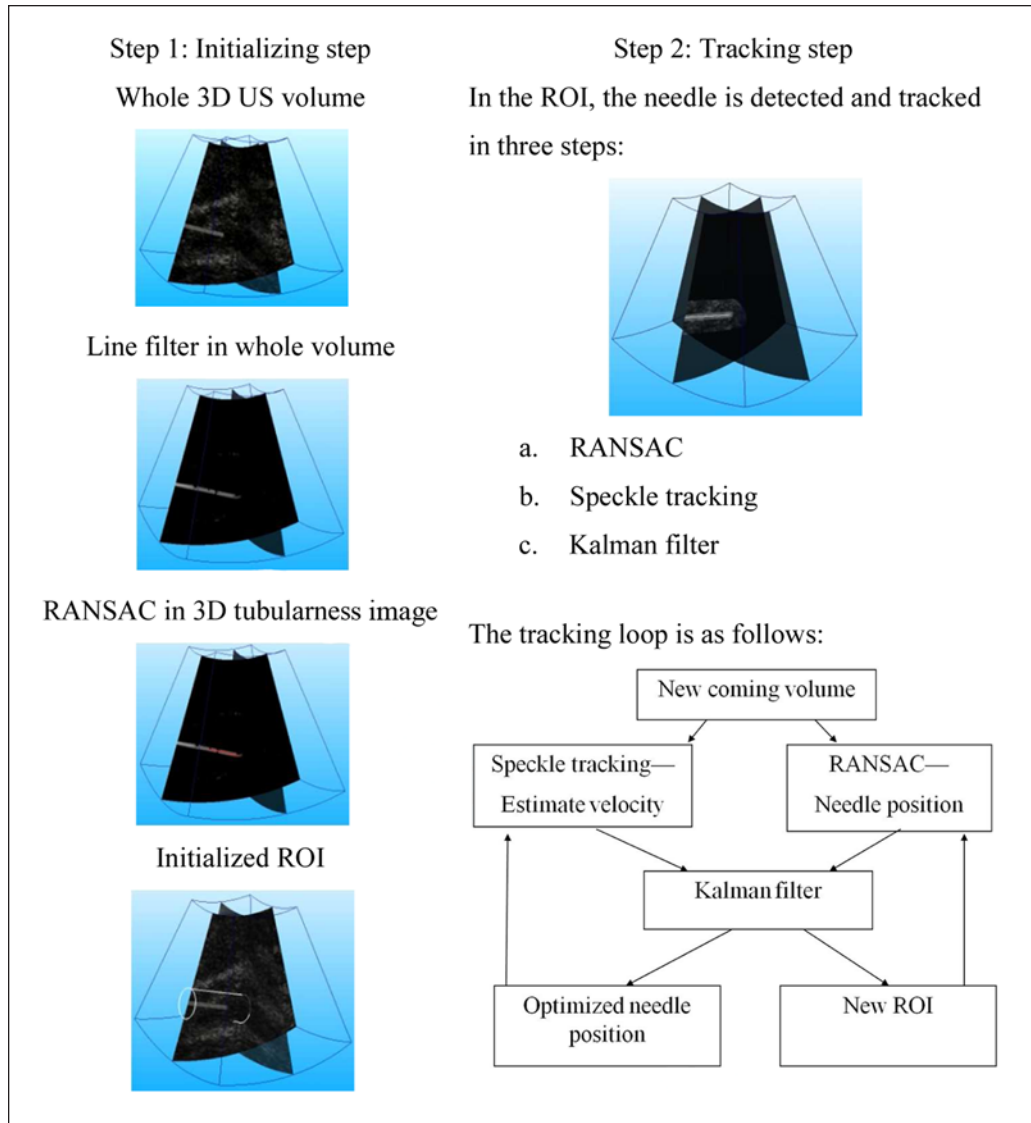 Step 1: Initializing step
Whole 3D US volume
Line filter in whole volume
RANSAC in 3D tubularness image
Initialized ROI
Step 2: Tracking step
In the ROI, the needle is detected and tracked
in three steps:
a. RANSAC
b. Speckle tracking
c. Kalman filter
The tracking loop is as follows:
New coming volume
Speckle tracking—
Estimate velocity
RANSAC—
Needle position
Kalman filter
Optimized needle
position
New ROI